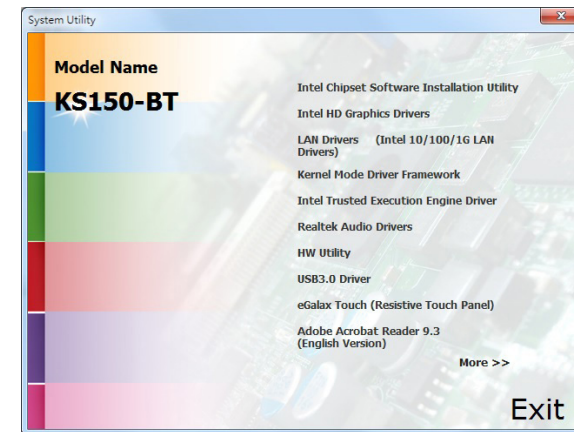 System Utility
Model Name
KS150-BT
Intel Chipset Software Installation Utility
Intel HD Graphics Drivers
LAN Drivers (Intel 10/100/1G LAN
Drivers)
Kernel Mode Driver Framework
Intel Trusted Execution Engine Driver
Realtek Audio Drivers
HW Utility
USB3.0 Driver
eGalax Touch (Resistive Touch Panel)
Adobe Acrobat Reader 9.3
(English Version)
More >>
Exit